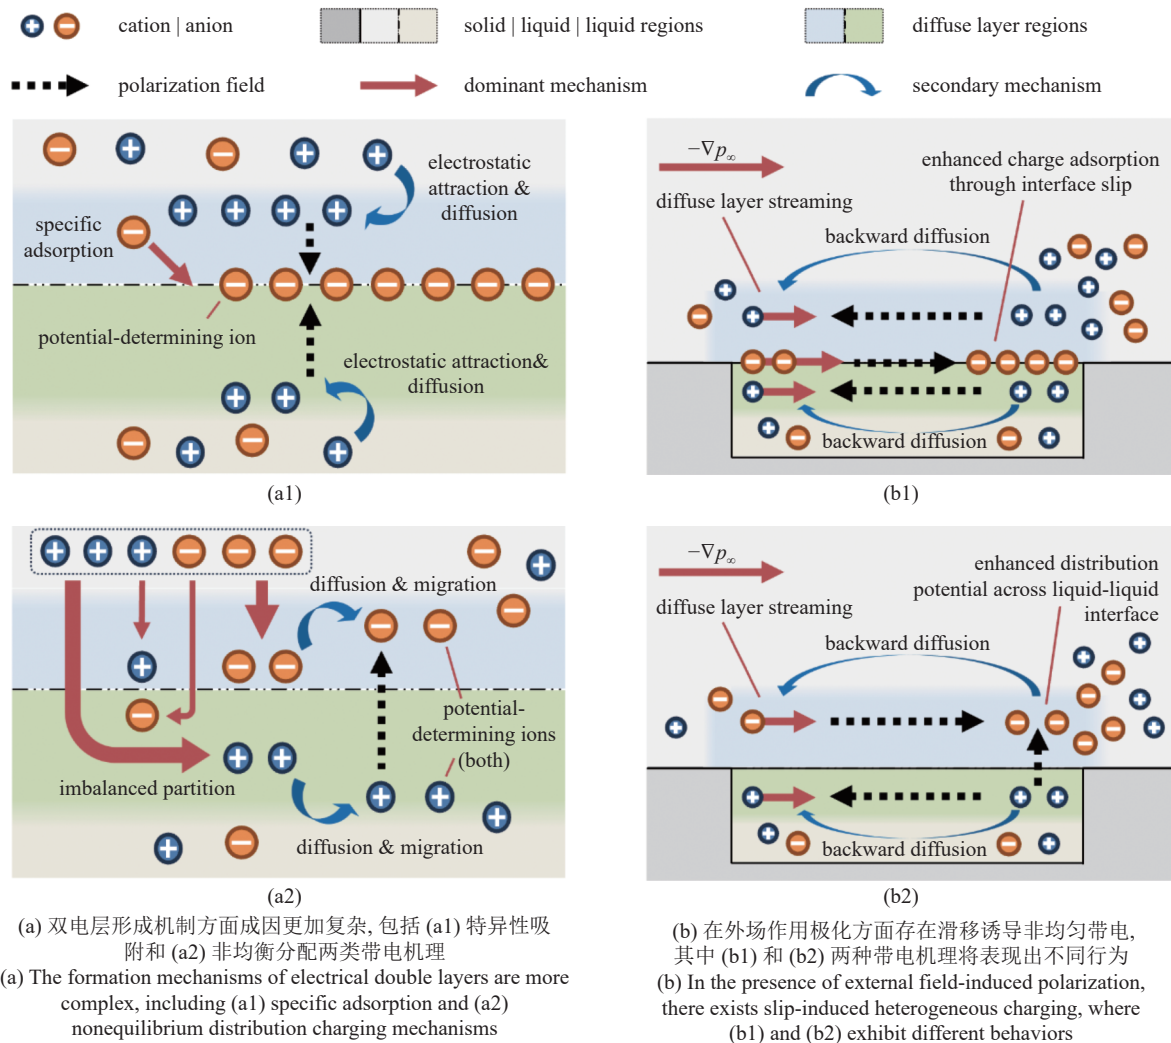 cation | anion
solid | liquid | liquid regions
diffuse layer regions
polarization field
dominant mechanism
secondary mechanism
electrostatic
attraction &
diffusion
specific
adsorption
potential-determining ion
electrostatic attraction&
diffusion
(a1)
−∇p∞
enhanced charge adsorption
through interface slip
diffuse layer streaming
backward diffusion
backward diffusion
(b1)
diffusion & migration
potential-
determining ions
(both)
imbalanced partition
diffusion & migration
(a2)
−∇p∞
enhanced distribution
potential across liquid-liquid
interface
diffuse layer streaming
backward diffusion
backward diffusion
(b2)
(a) 双电层形成机制方面成因更加复杂, 包括 (a1) 特异性吸
附和 (a2) 非均衡分配两类带电机理
(a) The formation mechanisms of electrical double layers are more
complex, including (a1) specific adsorption and (a2)
nonequilibrium distribution charging mechanisms
(b) 在外场作用极化方面存在滑移诱导非均匀带电,
其中 (b1) 和 (b2) 两种带电机理将表现出不同行为
(b) In the presence of external field-induced polarization,
there exists slip-induced heterogeneous charging, where
(b1) and (b2) exhibit different behaviors